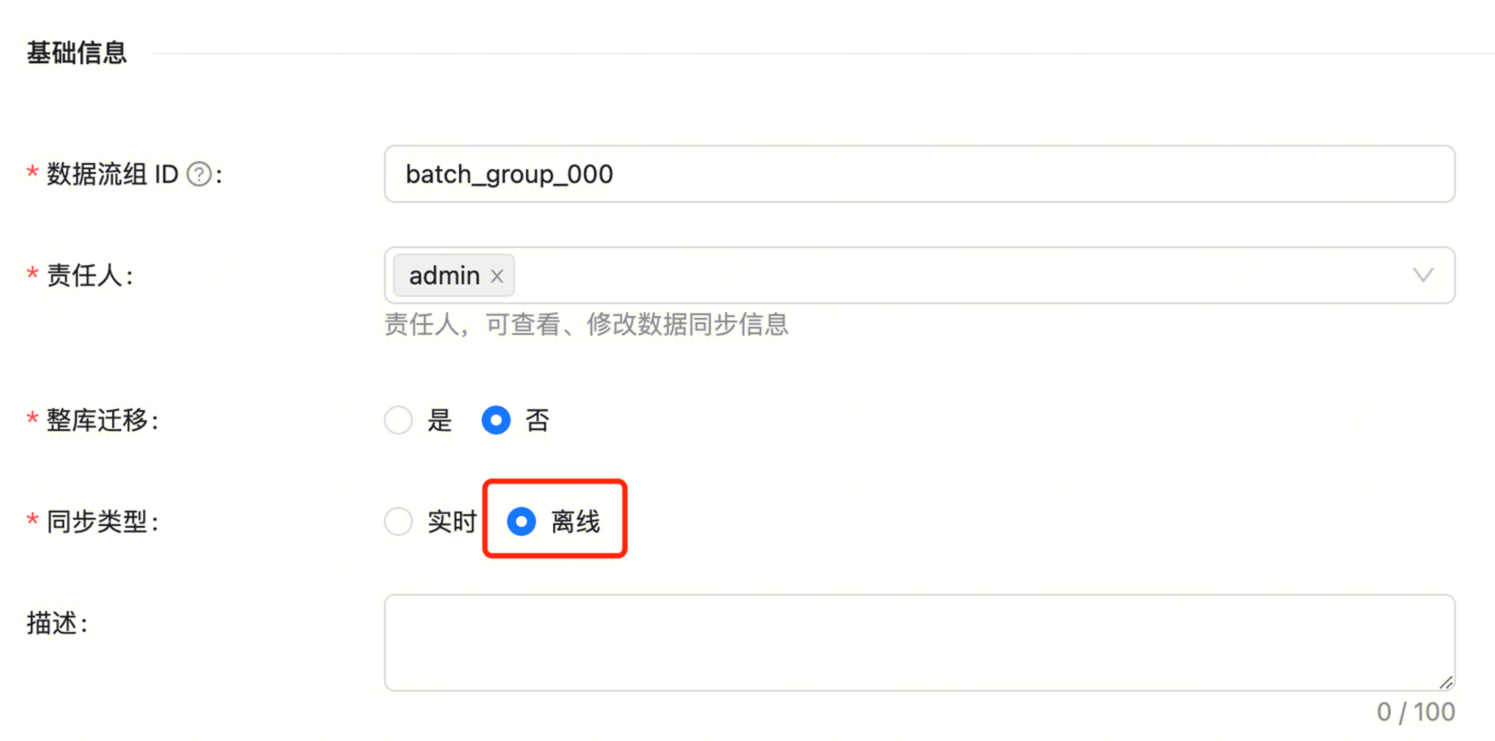 基础信息
* 数据流组 ID ? :
batch_group_000
* 责任人:
admin ×
责任人，可查看、修改数据同步信息
* 整库迁移:
是 否
* 同步类型:
实时 离线
描述:
0 / 100